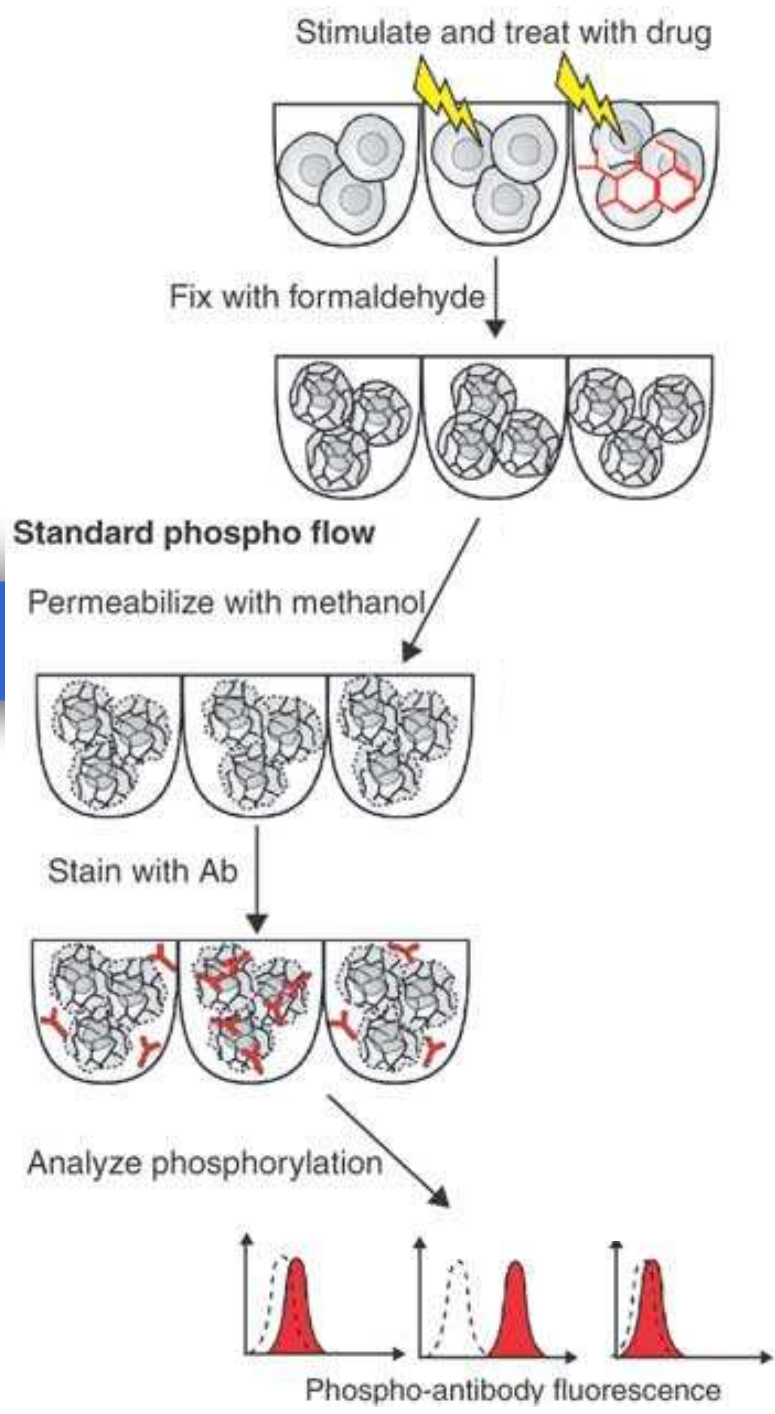 Stimulate and treat with drug
Fix with formaldehyde
Standard phospho flow
Permeabilize with methanol
Stain with Ab
Analyze phosphorylation
Phospho-antibody fluorescence